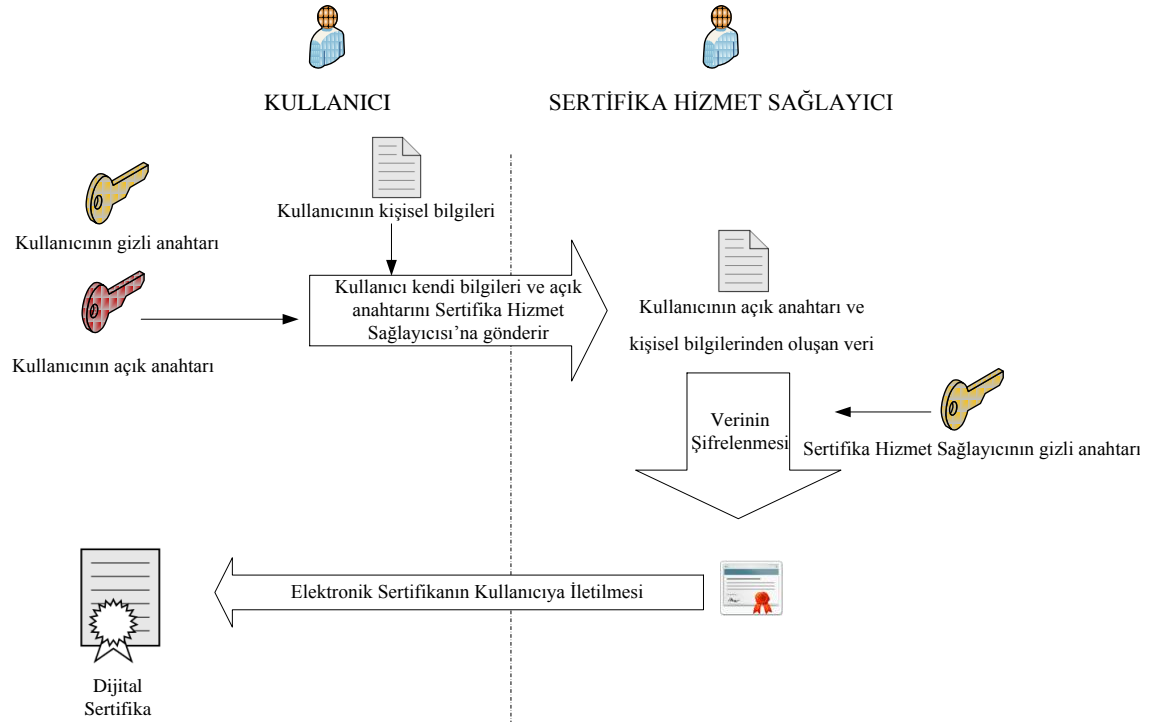 KULLANICI
SERTİFİKA HİZMET SAĞLAYICI
Kullanıcının kişisel bilgileri
Kullanıcının gizli anahtarı
Kullanıcı kendi bilgileri ve açık
anahtarını Sertifika Hizmet
Sağlayıcısı’na gönderir
Kullanıcının açık anahtarı ve
kişisel bilgilerinden oluşan veri
Kullanıcının açık anahtarı
Verinin
Şifrelenmesi
Sertifika Hizmet Sağlayıcının gizli anahtarı
Elektronik Sertifikanın Kullanıcıya İletilmesi
Dijital
Sertifika